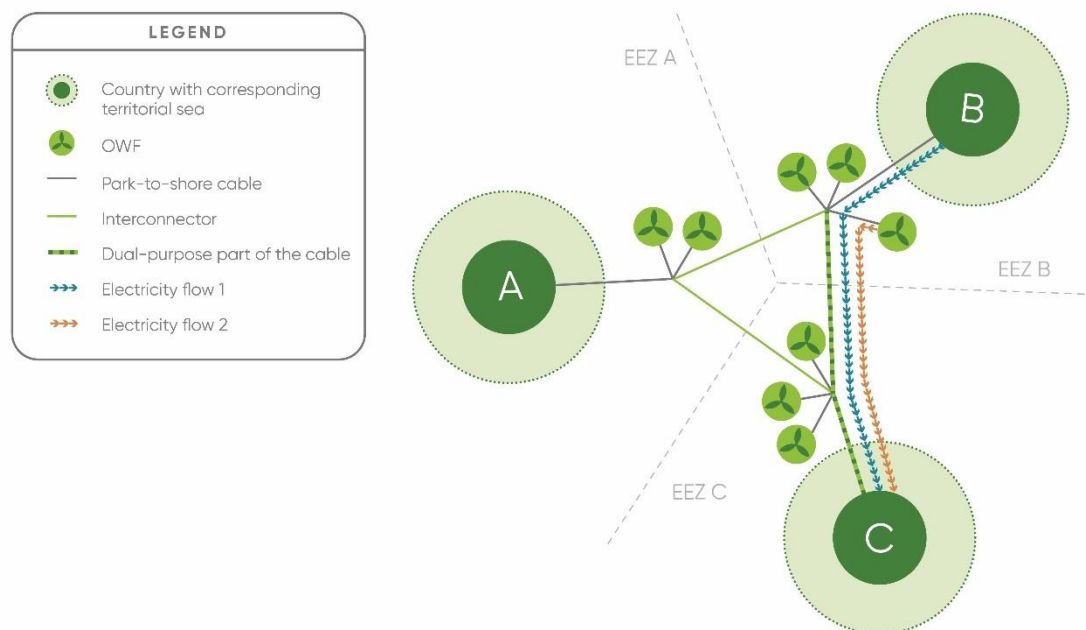 LEGEND
Country with corresponding
territorial sea
OWF
Park-to-shore cable
Interconnector
Dual-purpose part of the cable
Electricity flow 1
Electricity flow 2
EEZ A
B
A
EEZ B
EEZ C
C